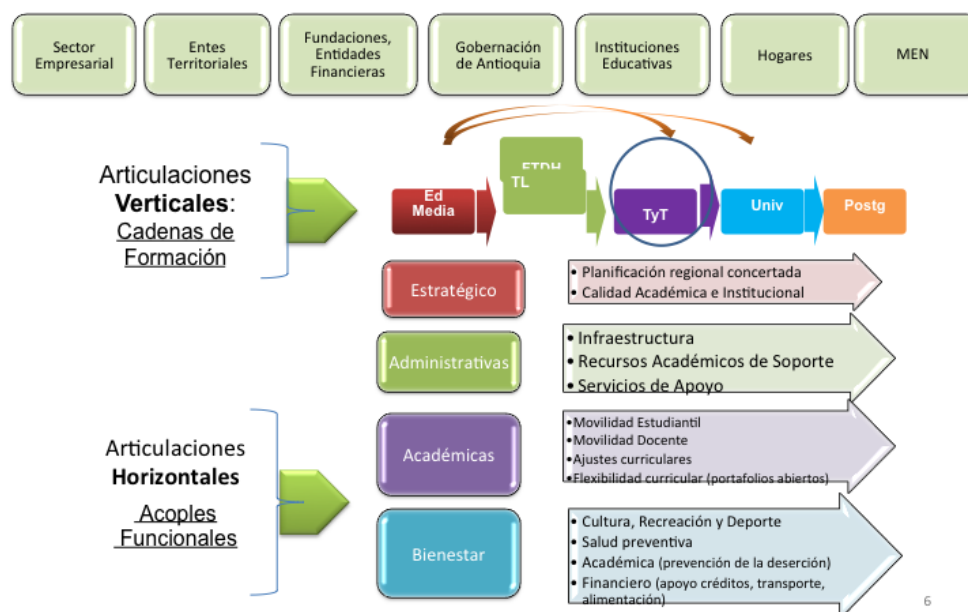 Sector
Empresarial
Entes
Territoriales
Fundaciones,
Entidades
Financieras
Gobernación
de Antioquia
Instituciones
Educativas
Hogares
MEN
Articulaciones
Verticales:
Cadenas de
Formación
Ed
Media
ETDH
TL
TyT
Univ
Postg
Estratégico
• Planificación regional concertada
• Calidad Académica e Institucional
Administrativas
• Infraestructura
• Recursos Académicos de Soporte
• Servicios de Apoyo
Articulaciones
Horizontales
Acoples
Funcionales
Académicas
• Movilidad Estudiantil
• Movilidad Docente
• Ajustes curriculares
• Flexibilidad curricular (portafolios abiertos)
Bienestar
• Cultura, Recreación y Deporte
• Salud preventiva
• Académica (prevención de la deserción)
• Financiero (apoyo créditos, transporte,
alimentación)
6